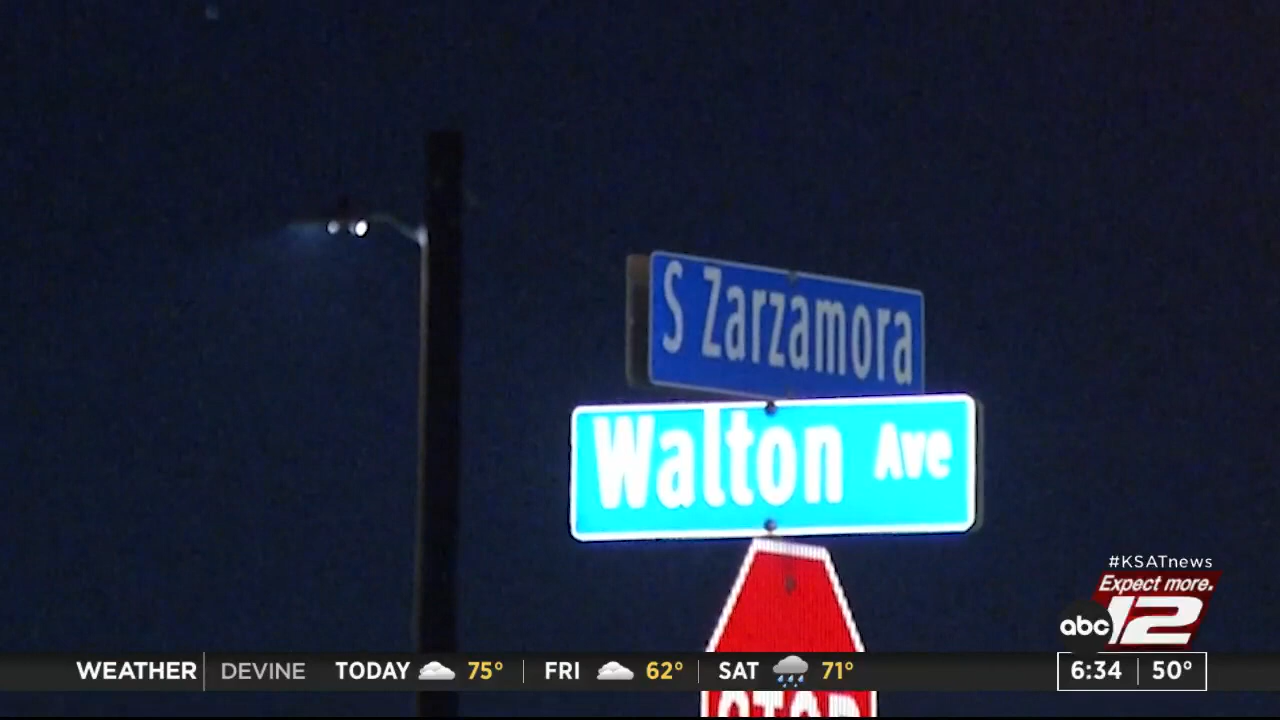 S Zarzamora
Walton Ave
#KSATnews
Expect more.
abc 12
WEATHER DEVINE TODAY 75° FRI 62° SAT 71° 6:34 50°
STOP